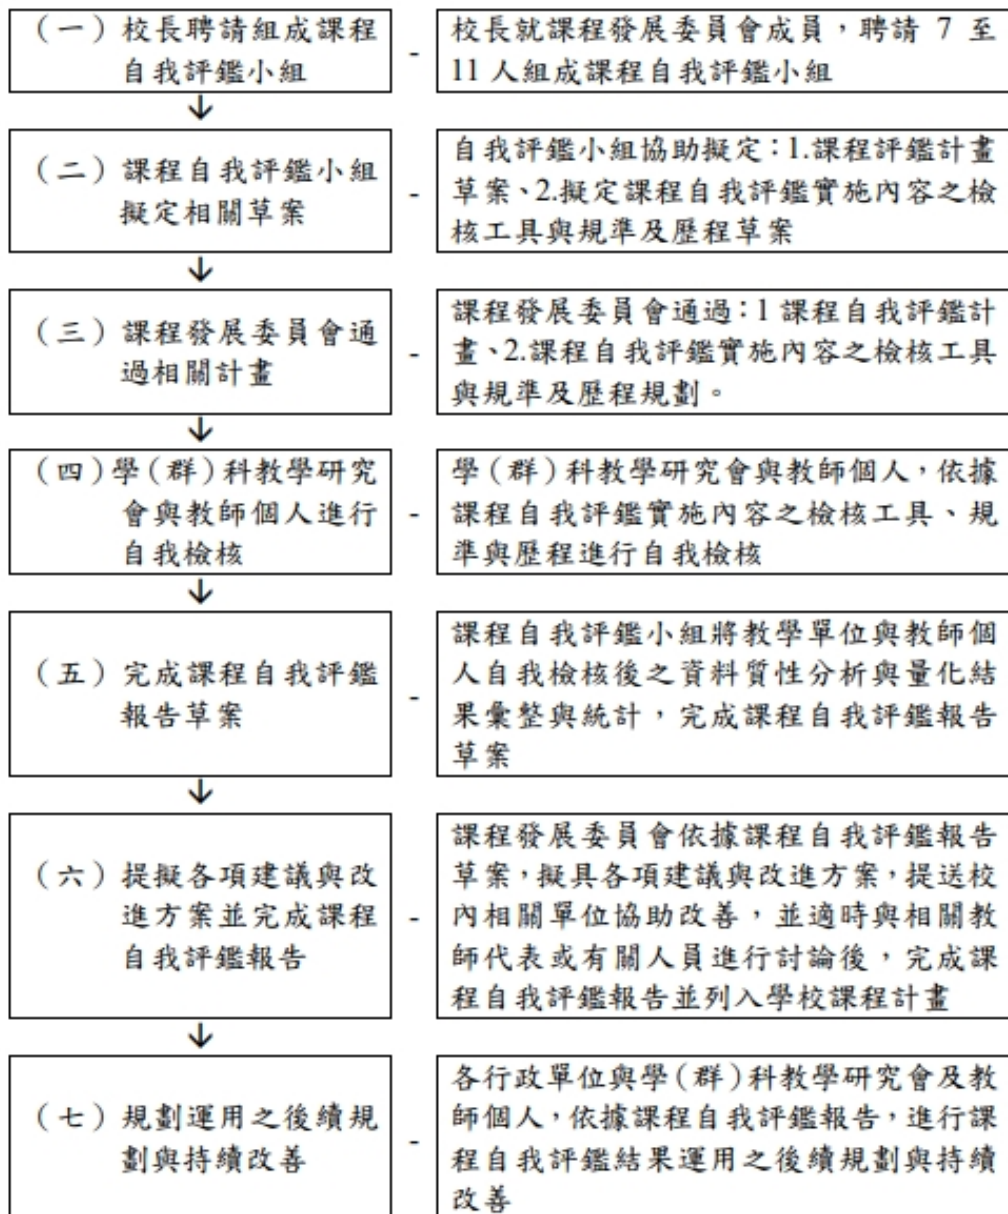 （一）校長聘請組成課程
自我評鑑小組
-
校長就課程發展委員會成員，聘請 7 至
11 人組成課程自我評鑑小組
↓
（二）課程自我評鑑小組
擬定相關草案
-
自我評鑑小組協助擬定：1.課程評鑑計畫
草案、2.擬定課程自我評鑑實施內容之檢
核工具與規準及歷程草案
↓
（三）課程發展委員會通
過相關計畫
-
課程發展委員會通過：1 課程自我評鑑計
畫、2.課程自我評鑑實施內容之檢核工具
與規準及歷程規劃。
↓
（四）學（群）科教學研究
會與教師個人進行
自我檢核
-
學（群）科教學研究會與教師個人，依據
課程自我評鑑實施內容之檢核工具、規
準與歷程進行自我檢核
↓
（五）完成課程自我評鑑
報告草案
-
課程自我評鑑小組將教學單位與教師個
人自我檢核後之資料質性分析與量化結
果彙整與統計，完成課程自我評鑑報告
草案
↓
（六）提擬各項建議與改
進方案並完成課程
自我評鑑報告
-
課程發展委員會依據課程自我評鑑報告
草案，擬具各項建議與改進方案，提送校
內相關單位協助改善，並適時與相關教
師代表或有關人員進行討論後，完成課
程自我評鑑報告並列入學校課程計畫
↓
（七）規劃運用之後續規
劃與持續改善
-
各行政單位與學（群）科教學研究會及教
師個人，依據課程自我評鑑報告，進行課
程自我評鑑結果運用之後續規劃與持續
改善